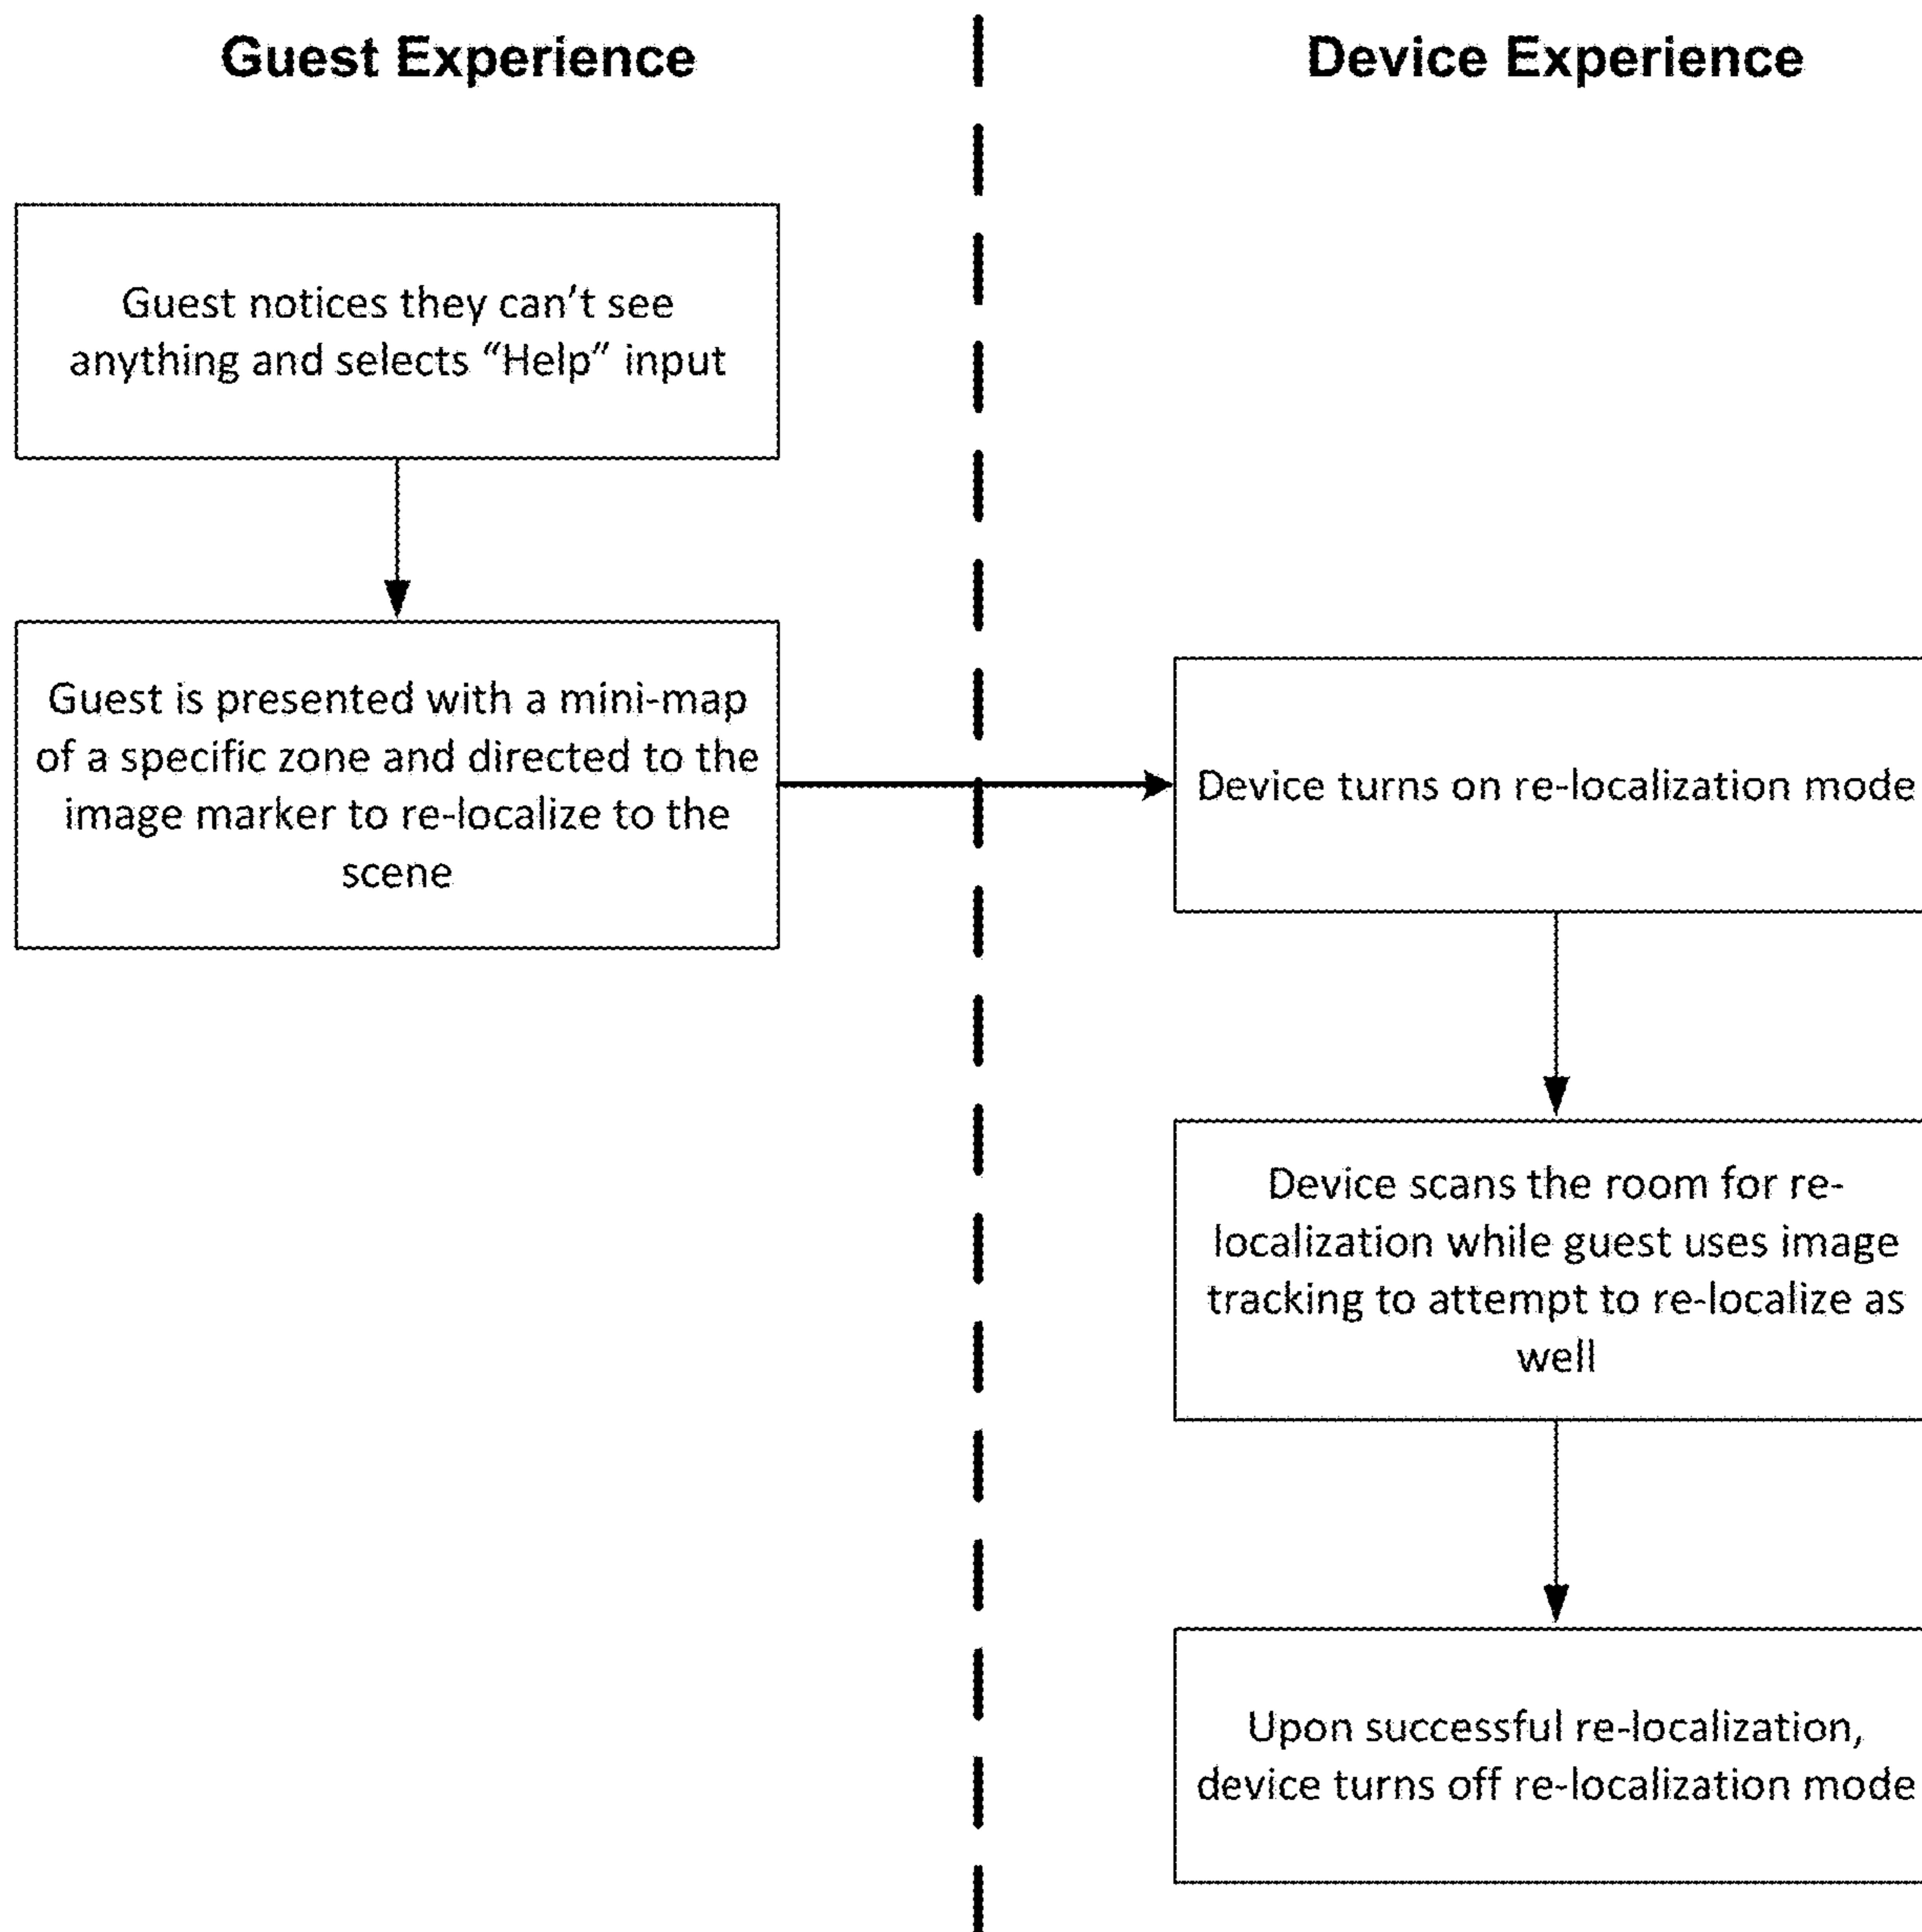 Guest Experience
Device Experience
Guest notices they can't see
anything and selects “Help” input
Guest is presented with a mini-map
of a specific zone and directed to the
image marker to re-localize to the
scene
Device turns on re-localization mode
Device scans the room for re-
localization while guest uses image
tracking to attempt to re-localize as
well
Upon successful re-localization,
device turns off re-localization mode